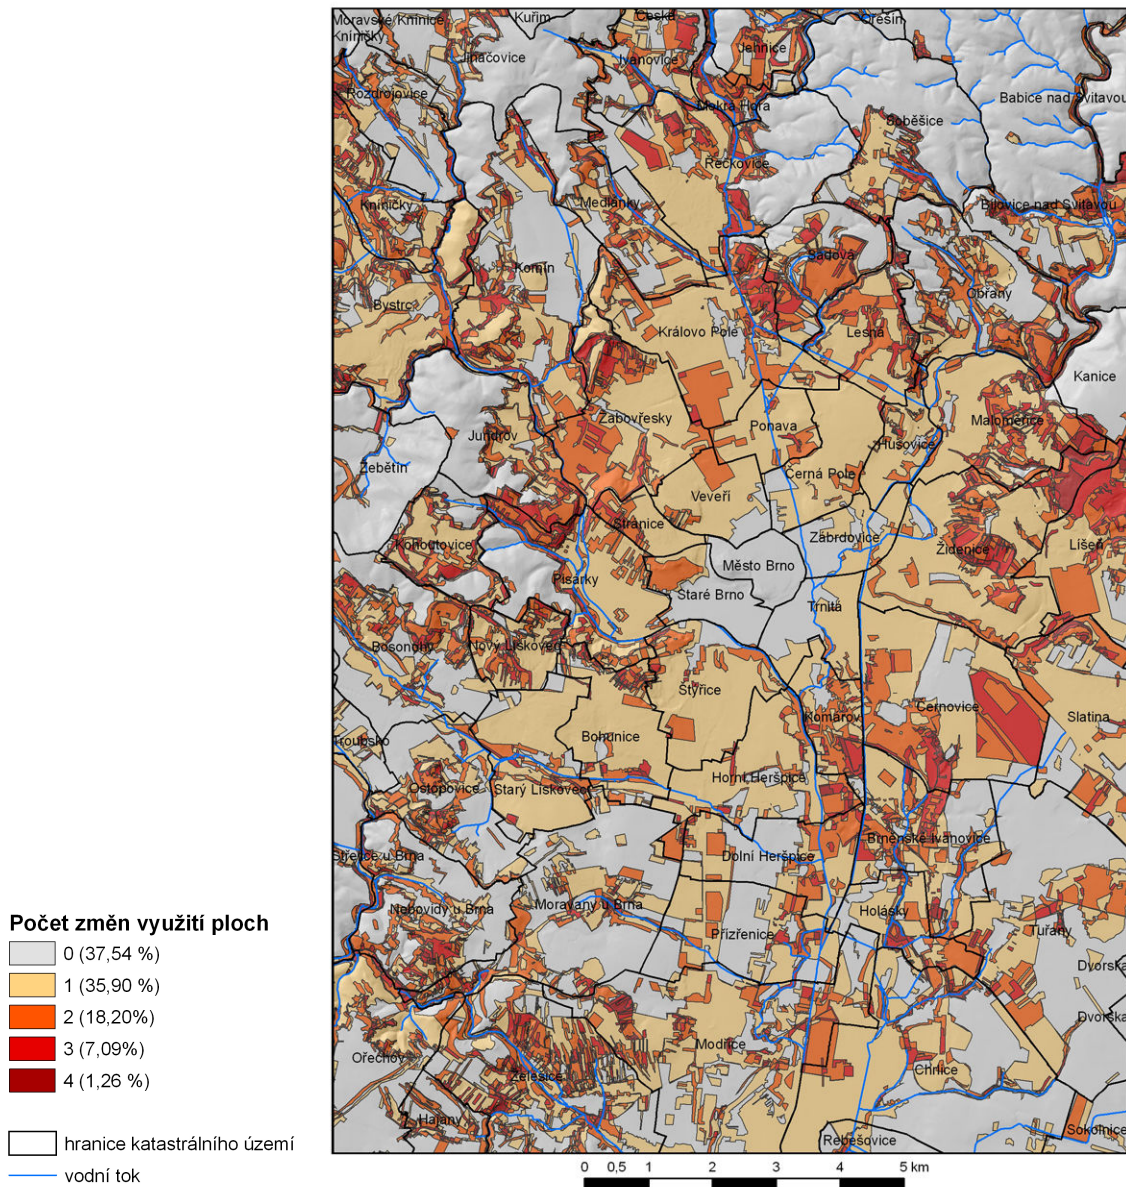 Moravské Knínice
Kuřim
Česká
Ořešín
Kníničky
Jinačovice
Ivanovice
Jehnice
Rozdrojovice
Mokrá Hora
Babice nad Svitavou
Soběšice
Řečkovice
Kníničky
Medlánky
Bílovice nad Svitavou
Sadová
Komín
Obřany
Bystrc
Královo Pole
Lesná
Kanice
Žabovřesky
Ponava
Maloměřice
Jundrov
Husovice
Žebětín
Černá Pole
Veveří
Stránice
Zábrdovice
Kohoutovice
Židenice
Líšeň
Město Brno
Pisárky
Staré Brno
Trnitá
Bosonohy
Nový Lískovec
Štýřice
Černovice
Komárov
Slatina
Troubsko
Bohunice
Horní Heršpice
Ostopovice
Starý Lískovec
Brněnské Ivanovice
Střelice u Brna
Dolní Heršpice
Nebovidy u Brna
Moravany u Brna
Holásky
Přízřenice
Tuřany
Dvorska
Dvorska
Ořechov
Modřice
Želešice
Chrlice
Hajany
Rebešovice
Sokolnice
Počet změn využití ploch
0 (37,54 %)
1 (35,90 %)
2 (18,20%)
3 (7,09%)
4 (1,26 %)
hranice katastrálního území
vodní tok
0 0,5 1 2 3 4 5 km